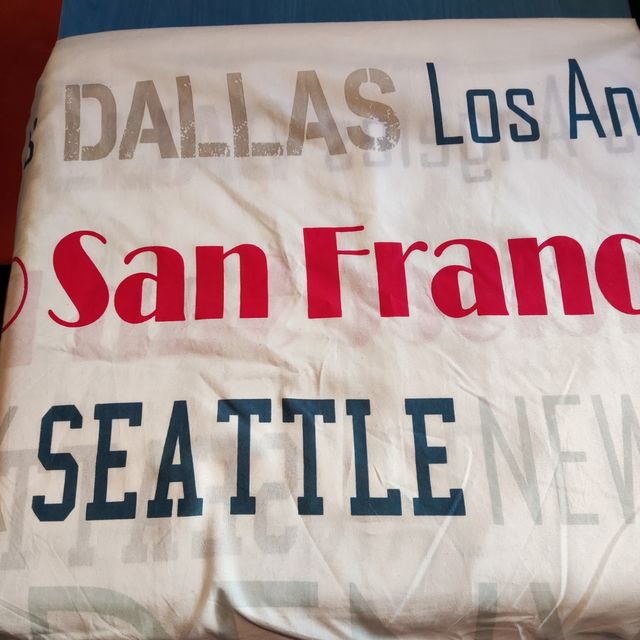 DALLAS Los An
San Franc
SEATTLE NEW